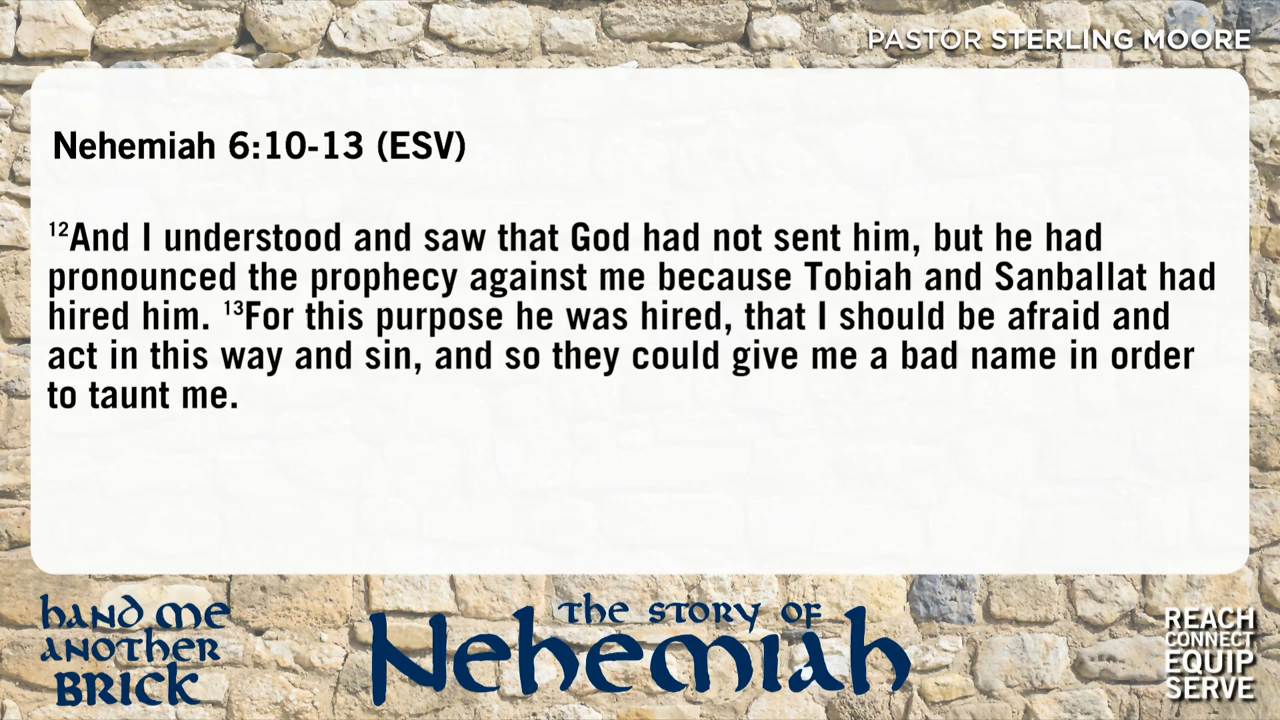 PASTOR STERLING MOORE
Nehemiah 6:10-13 (ESV)
¹²And I understood and saw that God had not sent him, but he had
pronounced the prophecy against me because Tobiah and Sanballat had
hired him. ¹³For this purpose he was hired, that I should be afraid and
act in this way and sin, and so they could give me a bad name in order
to taunt me.
hand me
another
BRICK
the story of
Nehemiah
REACH
CONNECT
EQUIP
SERVE